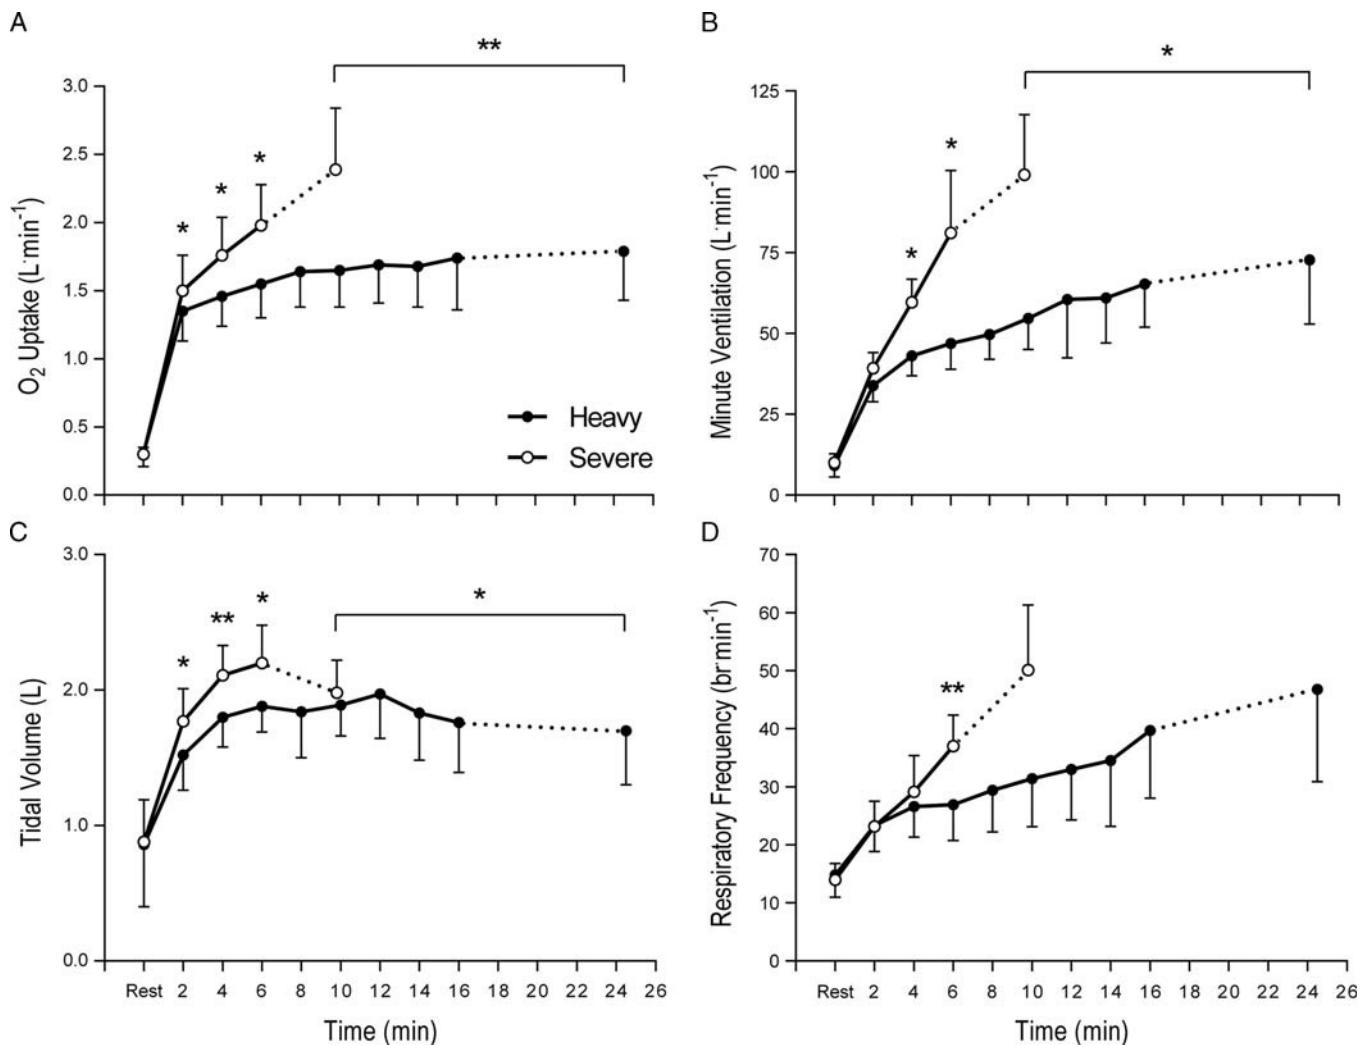 A
**
3.0
2.5
2.0
1.5
1.0
0.5
0.0
O2 Uptake (L·min-1)
*
*
*
Heavy
Severe
B
*
125
100
75
50
25
0
Minute Ventilation (L·min-1)
*
*
C
3.0
2.0
1.0
0.0
Tidal Volume (L)
*
**
*
*
Rest 2 4 6 8 10 12 14 16 18 20 22 24 26
Time (min)
D
70
60
50
40
30
20
10
0
Respiratory Frequency (br·min-1)
**
Rest 2 4 6 8 10 12 14 16 18 20 22 24 26
Time (min)